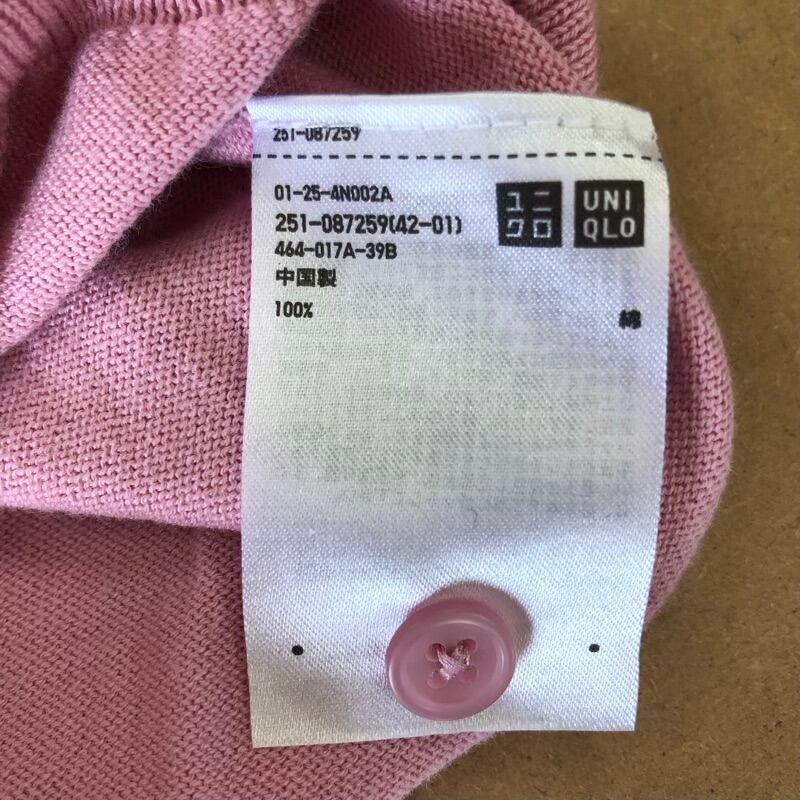 251-087259
01-25-4N002A
251-087259(42-01)
464-017A-39B
中国製
100% 綿
ユニ
クロ
UNI
QLO